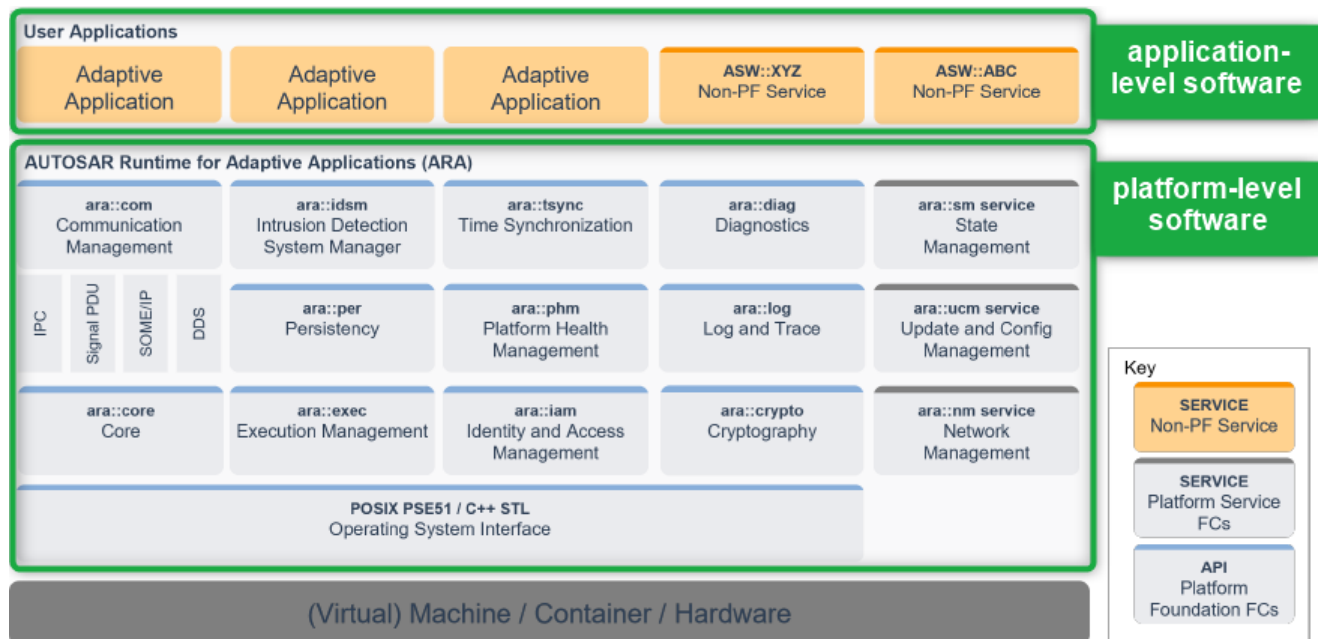 User Applications
Adaptive
Application
Adaptive
Application
Adaptive
Application
ASW::XYZ
Non-PF Service
ASW::ABC
Non-PF Service
application-
level software
AUTOSAR Runtime for Adaptive Applications (ARA)
ara::com
Communication
Management
ara::idsm
Intrusion Detection
System Manager
ara::tsync
Time Synchronization
ara::diag
Diagnostics
ara::sm service
State
Management
platform-level
software
IPC
Signal PDU
SOME/IP
DDS
ara::per
Persistency
ara::phm
Platform Health
Management
ara::log
Log and Trace
ara::ucm service
Update and Config
Management
ara::core
Core
ara::exec
Execution Management
ara::iam
Identity and Access
Management
ara::crypto
Cryptography
ara::nm service
Network
Management
POSIX PSE51 / C++ STL
Operating System Interface
(Virtual) Machine / Container / Hardware
Key
SERVICE
Non-PF Service
SERVICE
Platform Service
FCs
API
Platform
Foundation FCs